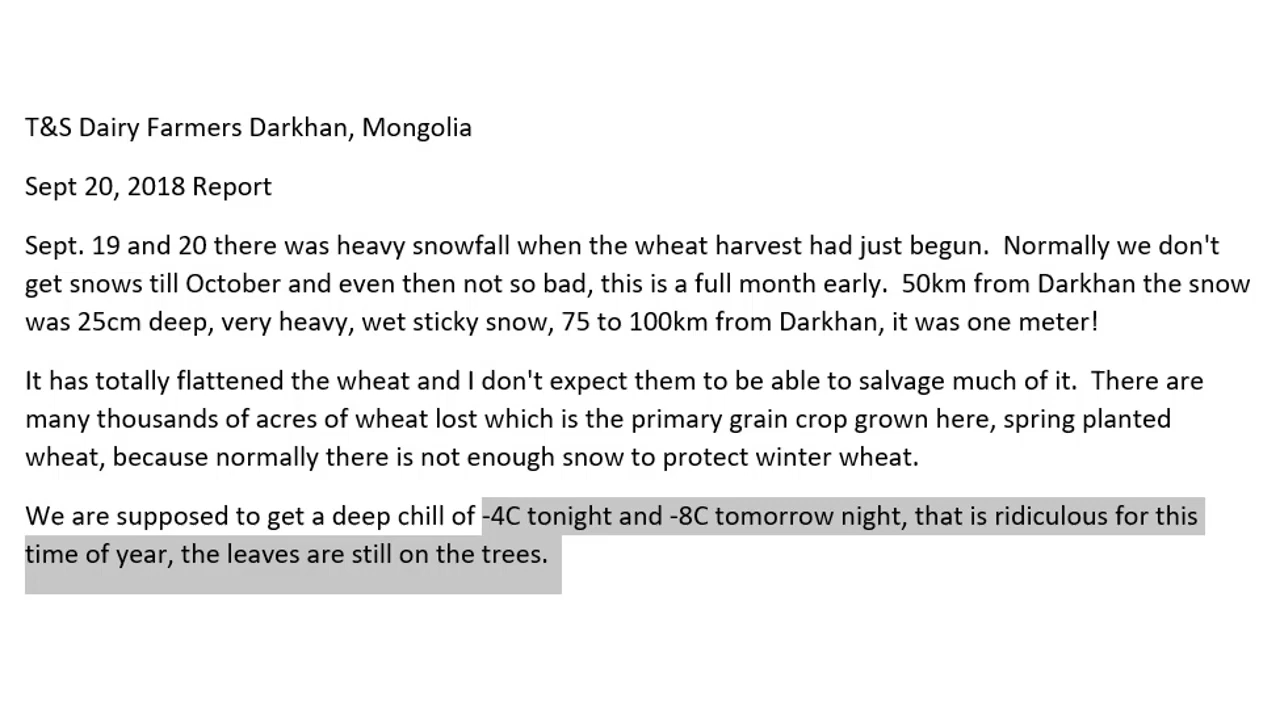 T&S Dairy Farmers Darkhan, Mongolia
Sept 20, 2018 Report
Sept. 19 and 20 there was heavy snowfall when the wheat harvest had just begun.  Normally we don't
get snows till October and even then not so bad, this is a full month early.  50km from Darkhan the snow
was 25cm deep, very heavy, wet sticky snow, 75 to 100km from Darkhan, it was one meter!
It has totally flattened the wheat and I don't expect them to be able to salvage much of it.  There are
many thousands of acres of wheat lost which is the primary grain crop grown here, spring planted
wheat, because normally there is not enough snow to protect winter wheat.
We are supposed to get a deep chill of -4C tonight and -8C tomorrow night, that is ridiculous for this
time of year, the leaves are still on the trees.